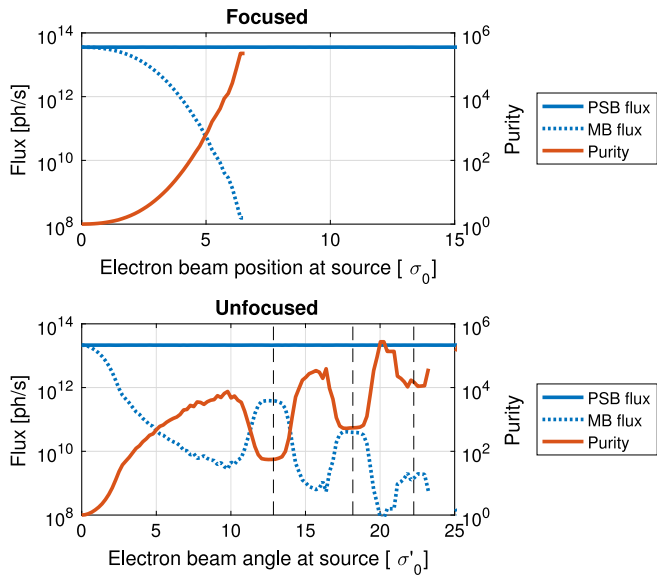 Focused
10^14
10^12
10^10
10^8
Flux [ph/s]
10^6
10^4
10^2
10^0
Purity
0 5 10 15
Electron beam position at source [ σ_0]
PSB flux
MB flux
Purity
Unfocused
10^14
10^12
10^10
10^8
Flux [ph/s]
10^6
10^4
10^2
10^0
Purity
0 5 10 15 20 25
Electron beam angle at source [ σ'_0]
PSB flux
MB flux
Purity